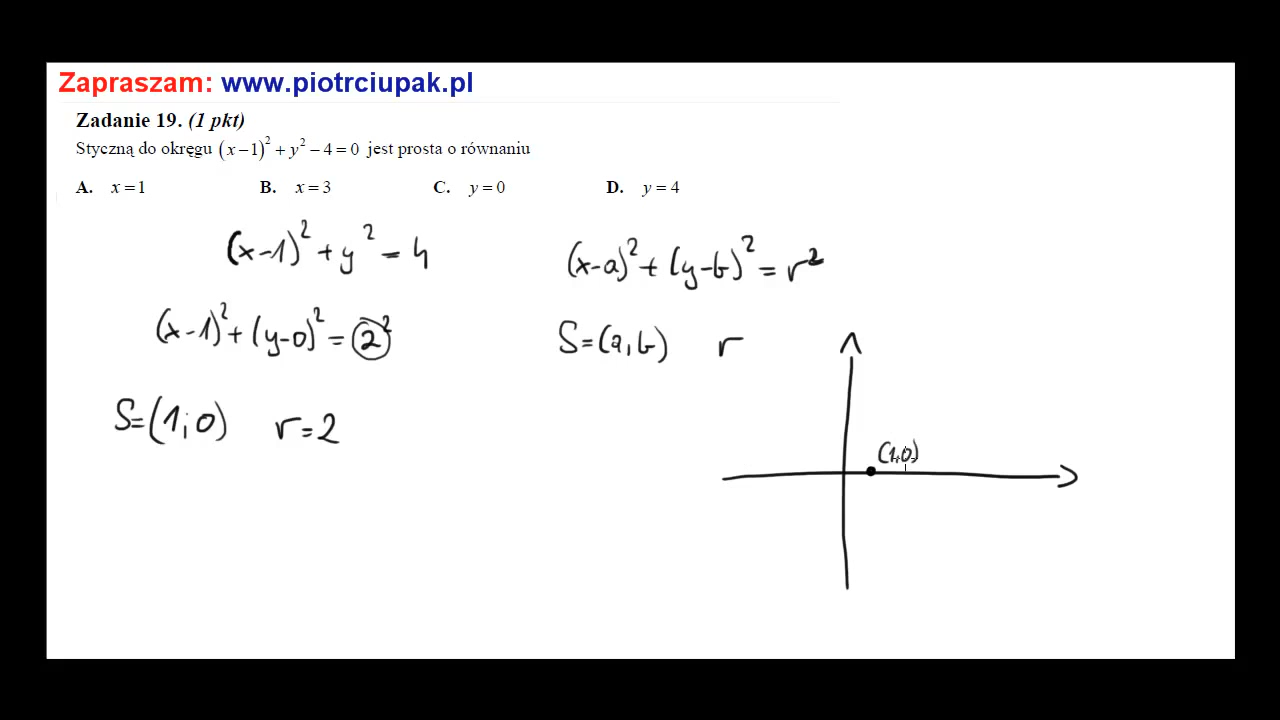 Zapraszam: www.piotrciupak.pl
Zadanie 19. (1 pkt)
Styczną do okręgu (x−1)² + y² − 4 = 0 jest prosta o równaniu
A. x = 1 B. x = 3 C. y = 0 D. y = 4
(x−1)² + y² = 4
(x−a)² + (y−b)² = r²
(x−1)² + (y−0)² = 2²
S=(a,b) r
S=(1;0) r=2
(1,0)